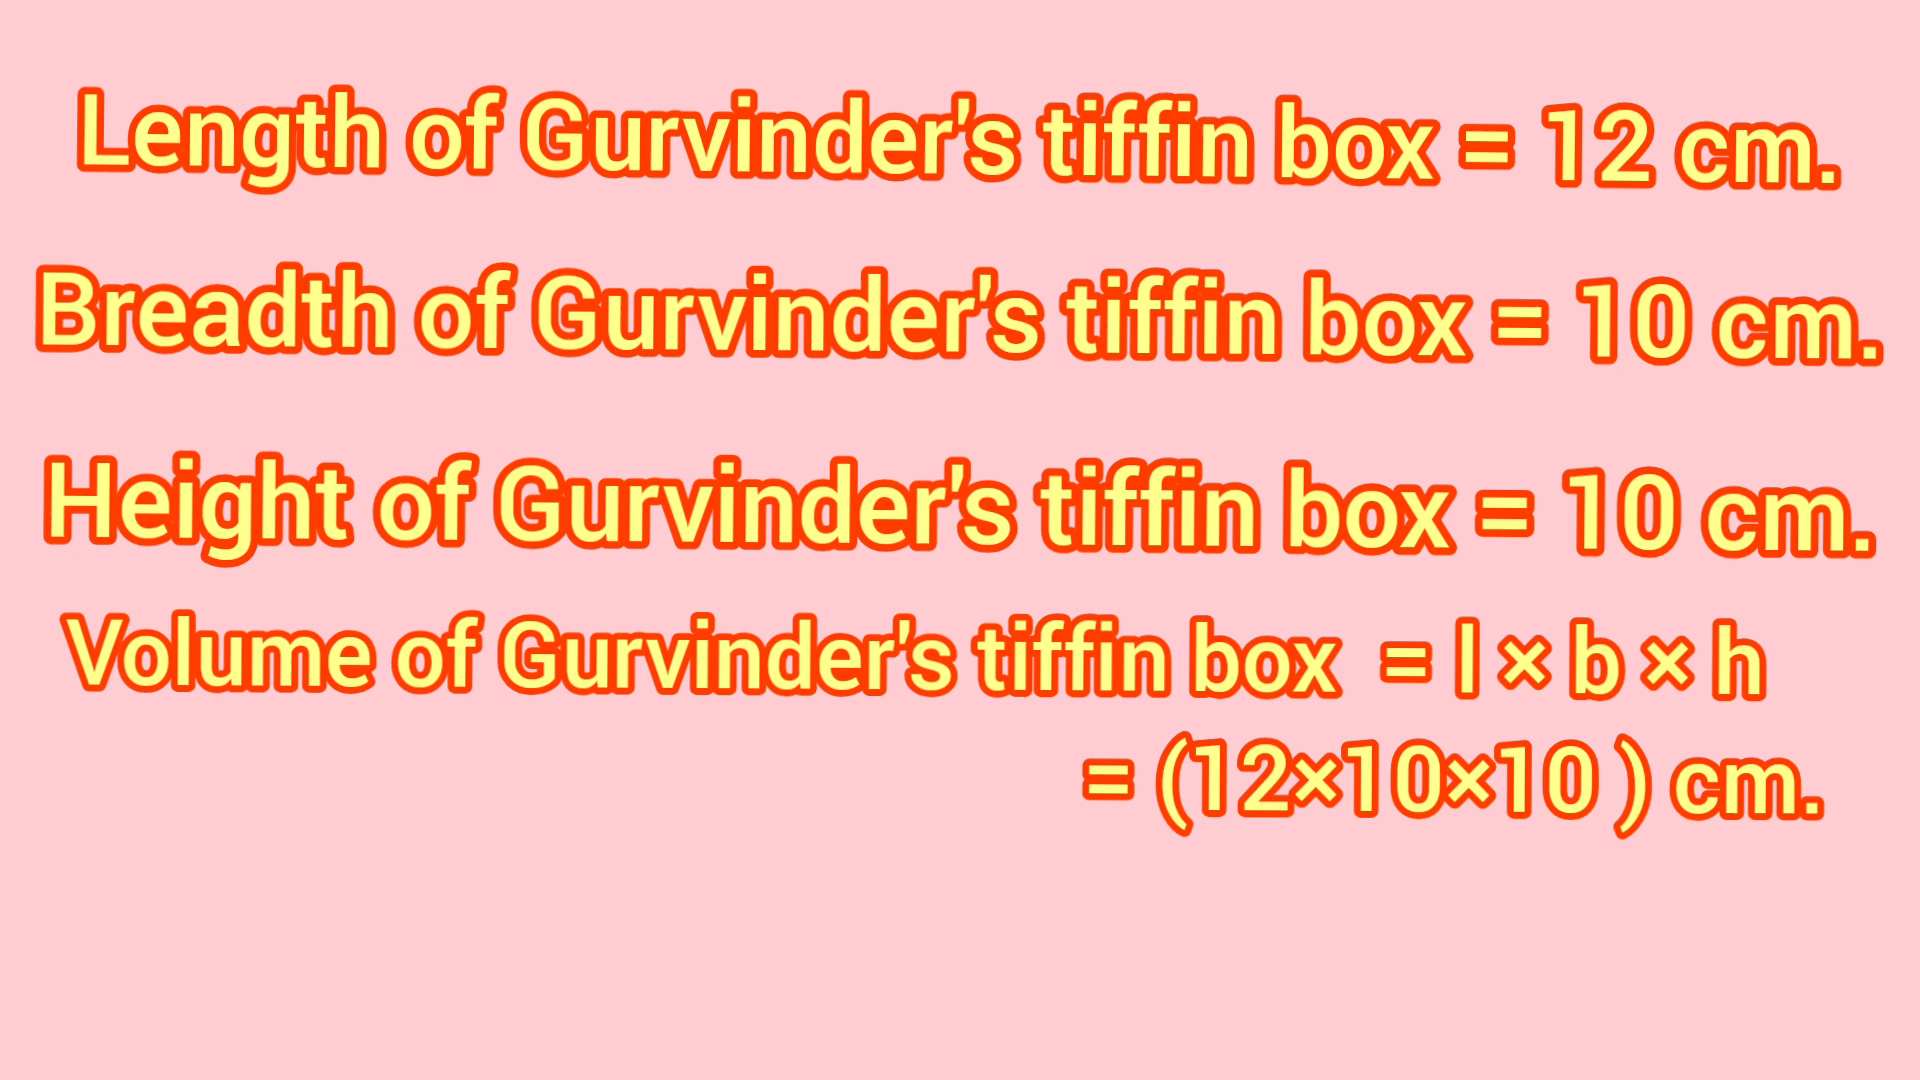 Length of Gurvinder's tiffin box = 12 cm.
Breadth of Gurvinder's tiffin box = 10 cm.
Height of Gurvinder's tiffin box = 10 cm.
Volume of Gurvinder's tiffin box = l × b × h
= (12×10×10 ) cm.